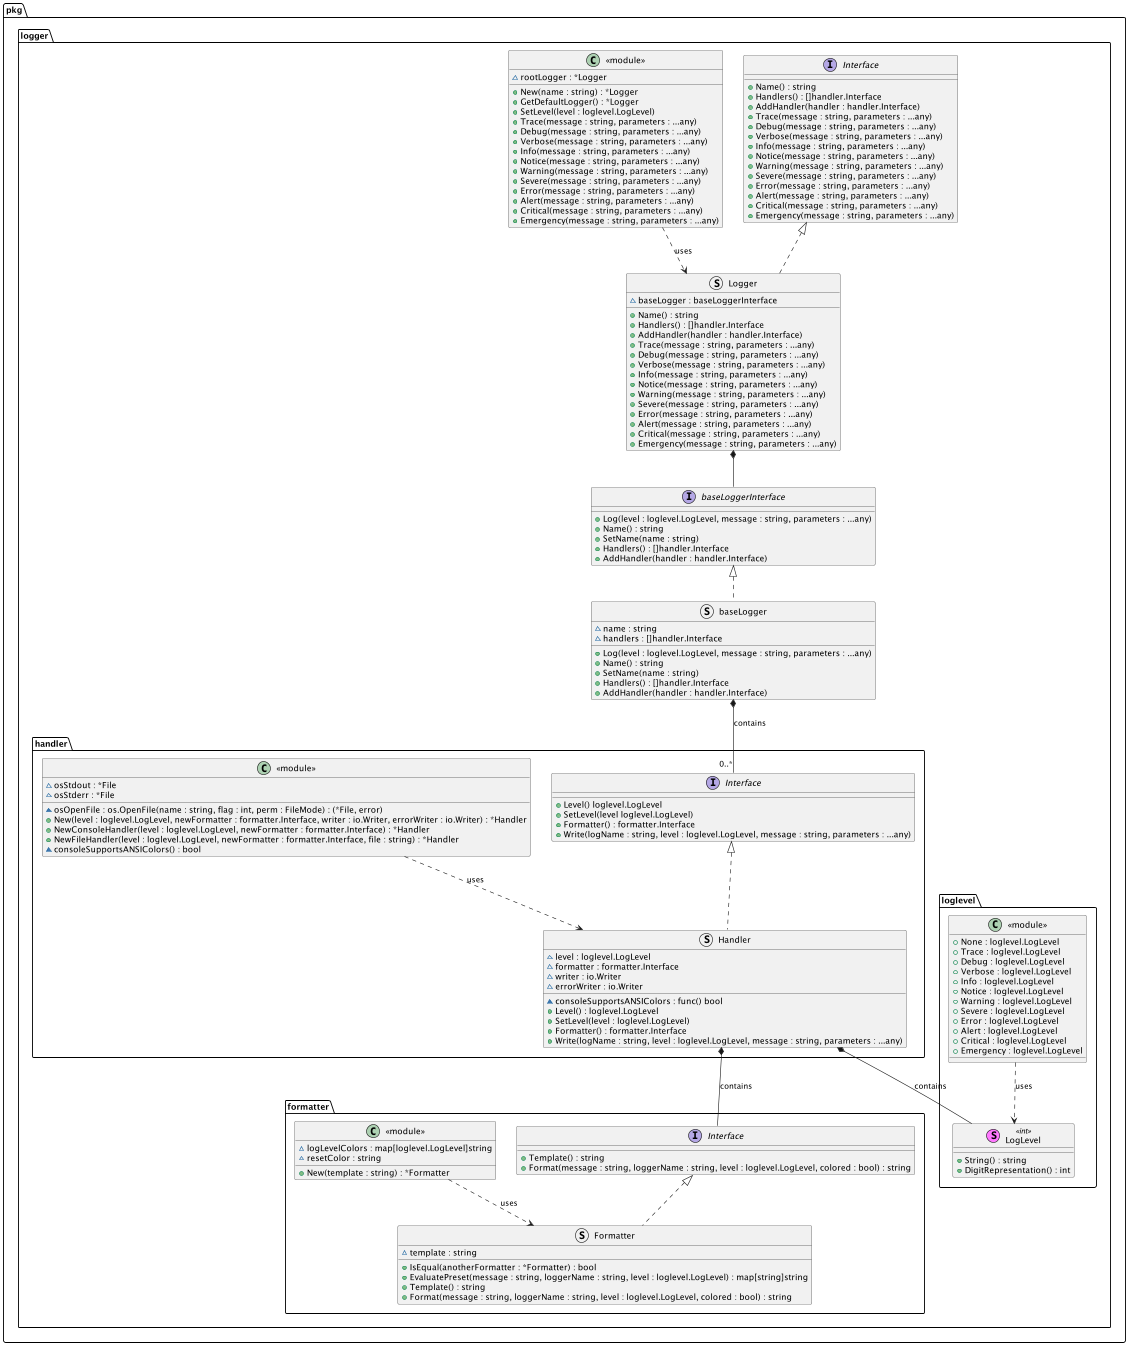 pkg
logger
C «module»
rootLogger : *Logger
New(name : string) : *Logger
GetDefaultLogger() : *Logger
SetLevel(level : loglevel.LogLevel)
Trace(message : string, parameters : ...any)
Debug(message : string, parameters : ...any)
Verbose(message : string, parameters : ...any)
Info(message : string, parameters : ...any)
Notice(message : string, parameters : ...any)
Warning(message : string, parameters : ...any)
Severe(message : string, parameters : ...any)
Error(message : string, parameters : ...any)
Alert(message : string, parameters : ...any)
Critical(message : string, parameters : ...any)
Emergency(message : string, parameters : ...any)
I Interface
Name() : string
Handlers() : []handler.Interface
AddHandler(handler : handler.Interface)
Trace(message : string, parameters : ...any)
Debug(message : string, parameters : ...any)
Verbose(message : string, parameters : ...any)
Info(message : string, parameters : ...any)
Notice(message : string, parameters : ...any)
Warning(message : string, parameters : ...any)
Severe(message : string, parameters : ...any)
Error(message : string, parameters : ...any)
Alert(message : string, parameters : ...any)
Critical(message : string, parameters : ...any)
Emergency(message : string, parameters : ...any)
uses
S Logger
baseLogger : baseLoggerInterface
Name() : string
Handlers() : []handler.Interface
AddHandler(handler : handler.Interface)
Trace(message : string, parameters : ...any)
Debug(message : string, parameters : ...any)
Verbose(message : string, parameters : ...any)
Info(message : string, parameters : ...any)
Notice(message : string, parameters : ...any)
Warning(message : string, parameters : ...any)
Severe(message : string, parameters : ...any)
Error(message : string, parameters : ...any)
Alert(message : string, parameters : ...any)
Critical(message : string, parameters : ...any)
Emergency(message : string, parameters : ...any)
I baseLoggerInterface
Log(level : loglevel.LogLevel, message : string, parameters : ...any)
Name() : string
SetName(name : string)
Handlers() : []handler.Interface
AddHandler(handler : handler.Interface)
S baseLogger
name : string
handlers : []handler.Interface
Log(level : loglevel.LogLevel, message : string, parameters : ...any)
Name() : string
SetName(name : string)
Handlers() : []handler.Interface
AddHandler(handler : handler.Interface)
contains
0..*
handler
C «module»
osStdout : *File
osStderr : *File
osOpenFile : os.OpenFile(name : string, flag : int, perm : FileMode) : (*File, error)
New(level : loglevel.LogLevel, newFormatter : formatter.Interface, writer : io.Writer, errorWriter : io.Writer) : *Handler
NewConsoleHandler(level : loglevel.LogLevel, newFormatter : formatter.Interface) : *Handler
NewFileHandler(level : loglevel.LogLevel, newFormatter : formatter.Interface, file : string) : *Handler
consoleSupportsANSIColors() : bool
I Interface
Level() loglevel.LogLevel
SetLevel(level loglevel.LogLevel)
Formatter() : formatter.Interface
Write(logName : string, level : loglevel.LogLevel, message : string, parameters : ...any)
uses
S Handler
level : loglevel.LogLevel
formatter : formatter.Interface
writer : io.Writer
errorWriter : io.Writer
consoleSupportsANSIColors : func() bool
Level() : loglevel.LogLevel
SetLevel(level : loglevel.LogLevel)
Formatter() : formatter.Interface
Write(logName : string, level : loglevel.LogLevel, message : string, parameters : ...any)
loglevel
C «module»
None : loglevel.LogLevel
Trace : loglevel.LogLevel
Debug : loglevel.LogLevel
Verbose : loglevel.LogLevel
Info : loglevel.LogLevel
Notice : loglevel.LogLevel
Warning : loglevel.LogLevel
Severe : loglevel.LogLevel
Error : loglevel.LogLevel
Alert : loglevel.LogLevel
Critical : loglevel.LogLevel
Emergency : loglevel.LogLevel
contains
contains
uses
S «int»
LogLevel
String() : string
DigitRepresentation() : int
formatter
C «module»
logLevelColors : map[loglevel.LogLevel]string
resetColor : string
New(template : string) : *Formatter
I Interface
Template() : string
Format(message : string, loggerName : string, level : loglevel.LogLevel, colored : bool) : string
uses
S Formatter
template : string
IsEqual(anotherFormatter : *Formatter) : bool
EvaluatePreset(message : string, loggerName : string, level : loglevel.LogLevel) : map[string]string
Template() : string
Format(message : string, loggerName : string, level : loglevel.LogLevel, colored : bool) : string